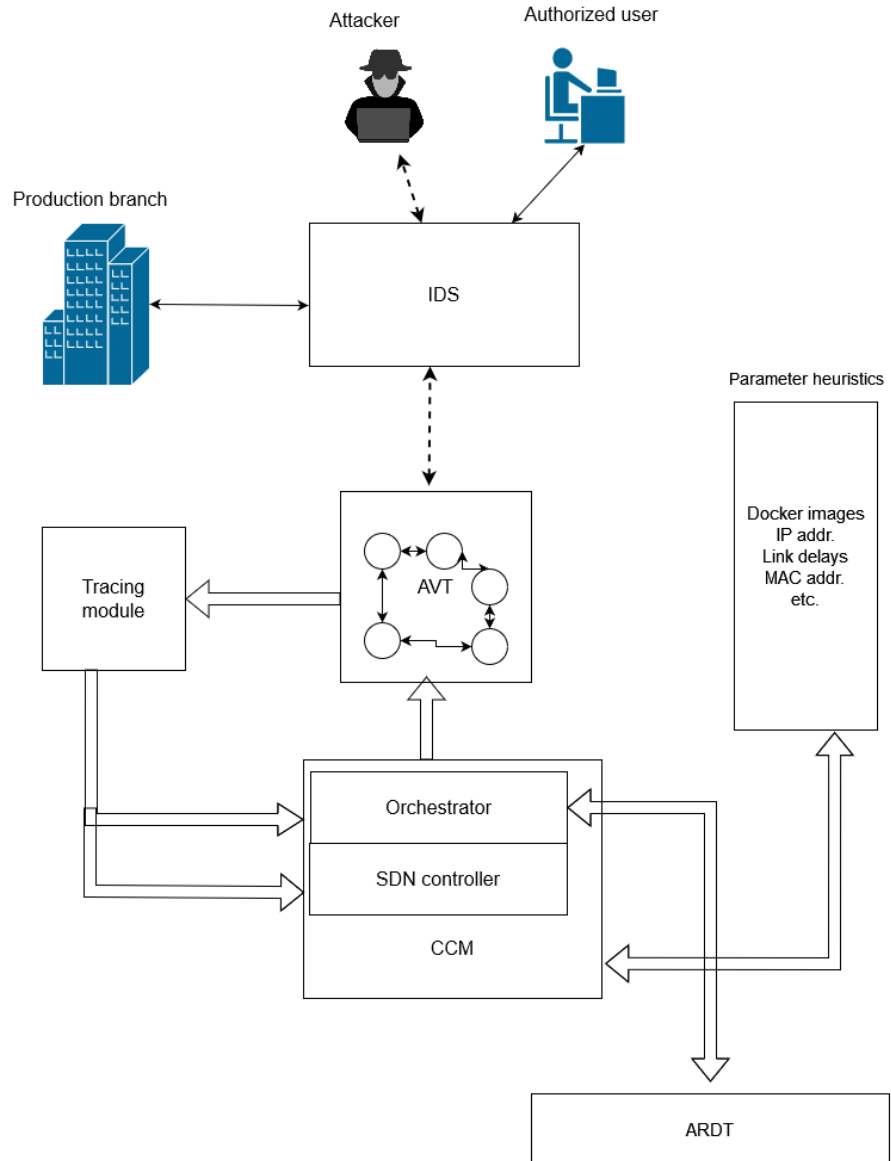 Attacker
Authorized user
Production branch
IDS
Parameter heuristics
Docker images
IP addr.
Link delays
MAC addr.
etc.
Tracing
module
AVT
Orchestrator
SDN controller
CCM
ARDT